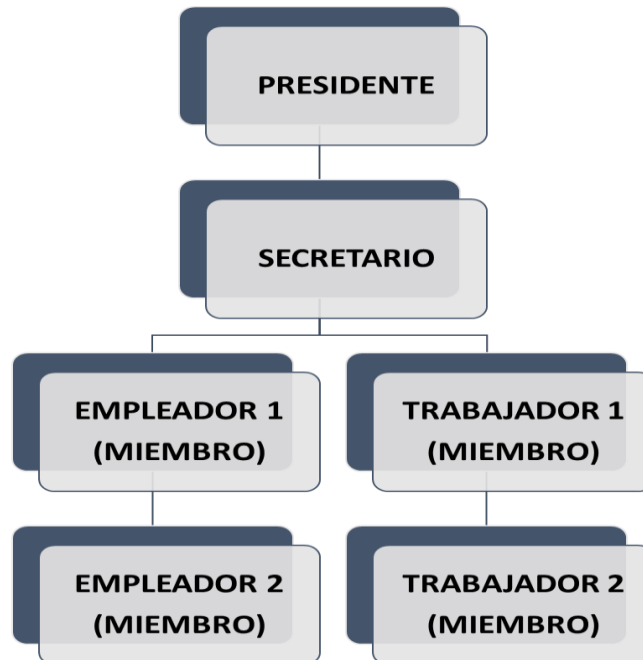 PRESIDENTE
SECRETARIO
EMPLEADOR 1
(MIEMBRO)
TRABAJADOR 1
(MIEMBRO)
EMPLEADOR 2
(MIEMBRO)
TRABAJADOR 2
(MIEMBRO)